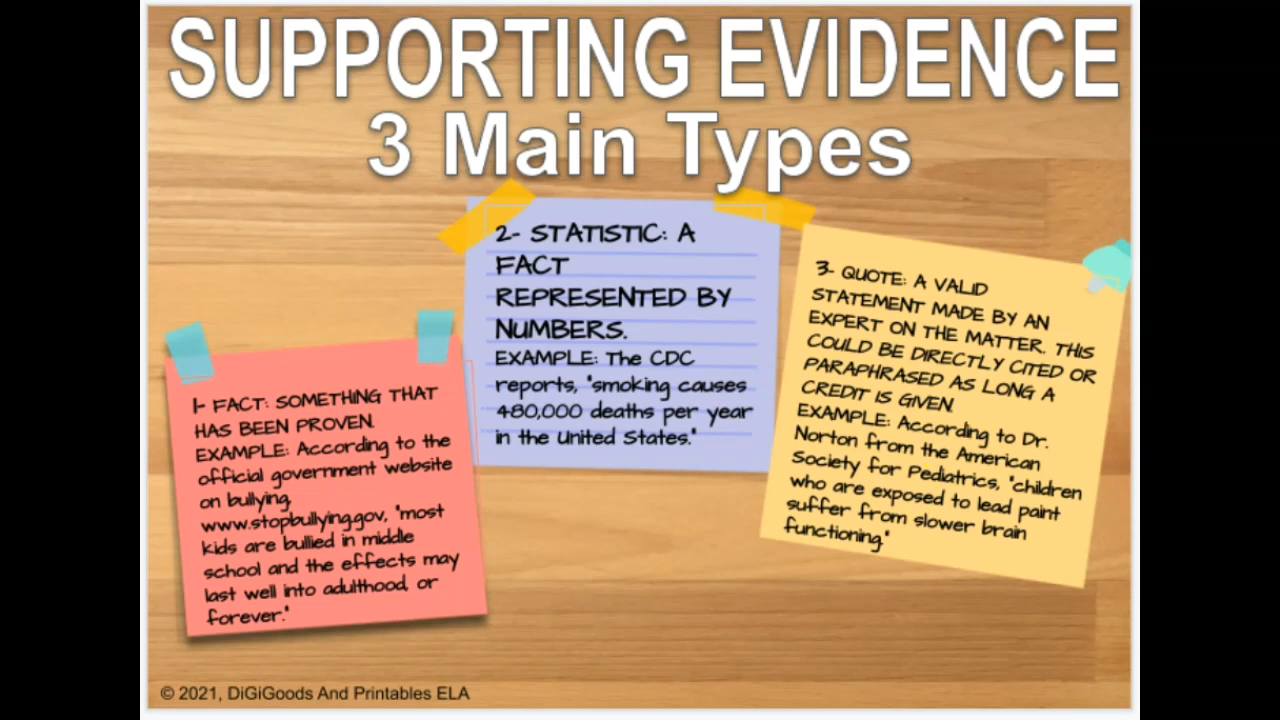 SUPPORTING EVIDENCE
3 Main Types
1- FACT: SOMETHING THAT
HAS BEEN PROVEN.
EXAMPLE: According to the
official government website
on bullying,
www.stopbullying.gov, "most
kids are bullied in middle
school and the effects may
last well into adulthood, or
forever."
2- STATISTIC: A
FACT
REPRESENTED BY
NUMBERS.
EXAMPLE: The CDC
reports, "smoking causes
480,000 deaths per year
in the United States."
3- QUOTE: A VALID
STATEMENT MADE BY AN
EXPERT ON THE MATTER. THIS
COULD BE DIRECTLY CITED OR
PARAPHRASED AS LONG A
CREDIT IS GIVEN.
EXAMPLE: According to Dr.
Norton from the American
Society for Pediatrics, "children
who are exposed to lead paint
suffer from slower brain
functioning."
© 2021, DiGiGoods And Printables ELA